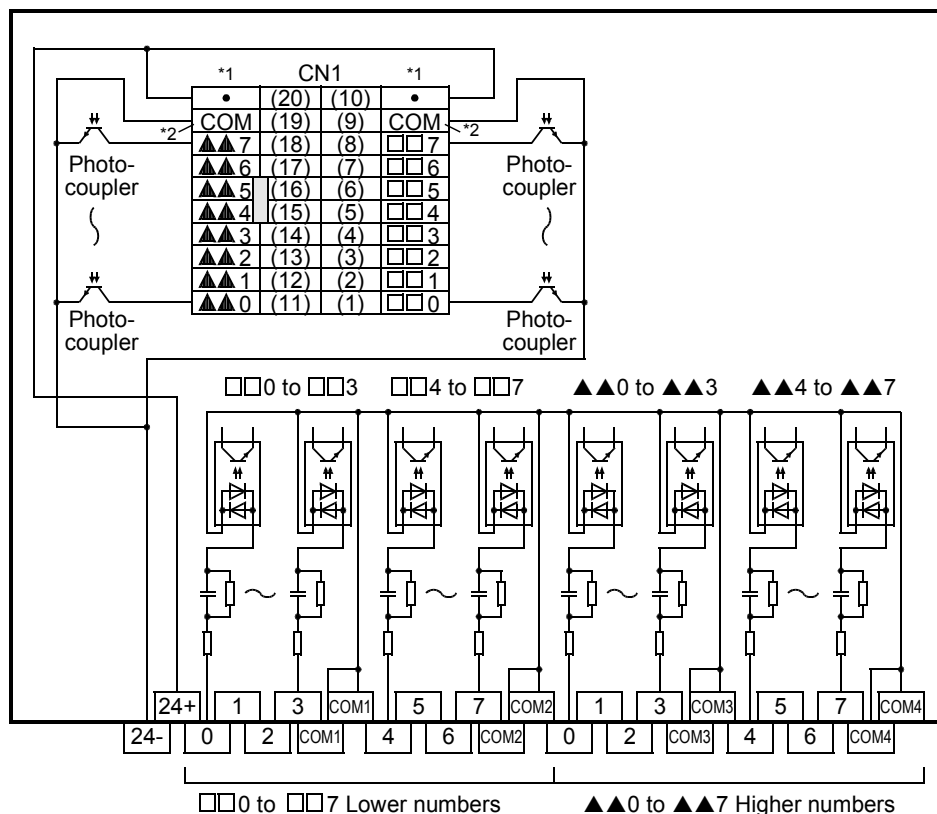 *1 CN1 *1
• (20) (10) •
COM (19) (9) COM
*2 *2
▲▲7 (18) (8) □□7
▲▲6 (17) (7) □□6
▲▲5 (16) (6) □□5
▲▲4 (15) (5) □□4
▲▲3 (14) (4) □□3
▲▲2 (13) (3) □□2
▲▲1 (12) (2) □□1
▲▲0 (11) (1) □□0
Photo-
coupler
Photo-
coupler
Photo-
coupler
Photo-
coupler
□□0 to □□3 □□4 to □□7 ▲▲0 to ▲▲3 ▲▲4 to ▲▲7
24+ 1 3 COM1 5 7 COM2 1 3 COM3 5 7 COM4
24- 0 2 COM1 4 6 COM2 0 2 COM3 4 6 COM4
□□0 to □□7 Lower numbers ▲▲0 to ▲▲7 Higher numbers